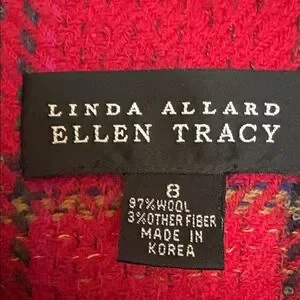 LINDA ALLARD
ELLEN TRACY
8
97% WOOL
3% OTHER FIBER
MADE IN
KOREA